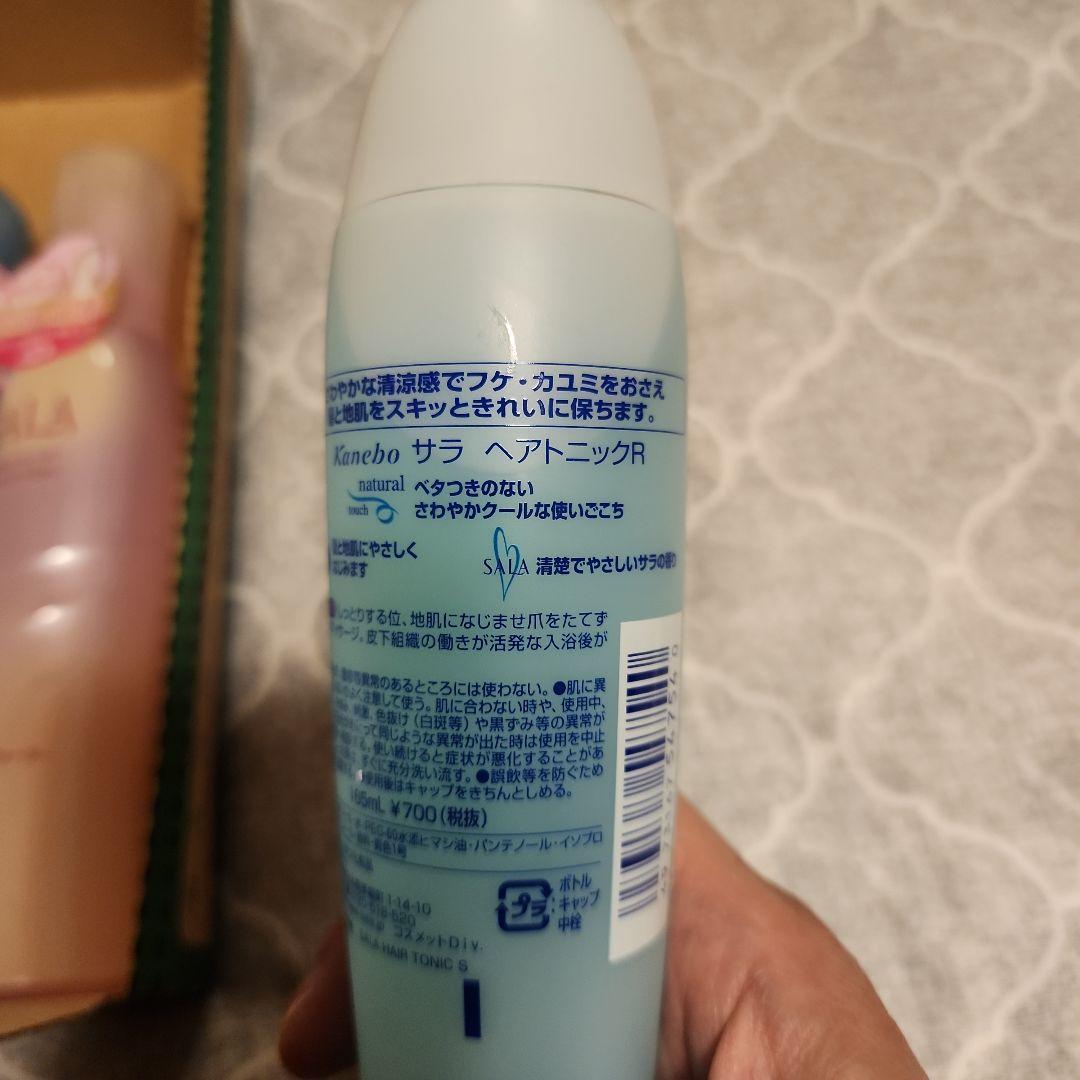 わやかな清涼感でフケ・カユミをおさえ
と地肌をスキッときれいに保ちます。
Kanebo サラ ヘアトニックR
natural touch
ベタつきのない
さわやかクールな使いごこち
と地肌にやさしく
じみます
SALA 清楚でやさしいサラの香り
しっとりする位、地肌になじませ爪をたてず
サージ。皮下組織の働きが活発な入浴後が
異常のあるところには使わない。●肌に異
よく注意して使う。肌に合わない時や、使用中、
色抜け(白斑等)や黒ずみ等の異常が
って同じような異常が出た時は使用を中止
する。使い続けると症状が悪化することがあ
すぐに充分洗い流す。●誤飲等を防ぐため
●使用後はキャップをきちんとしめる。
165mL ¥700(税抜)
PEG-60水添ヒマシ油・パンテノール・イソプロ
黄色1号
1-14-10
コスメットDiv.
SALA HAIR TONIC S
プラ
ボトル
キャップ
中栓
ALA